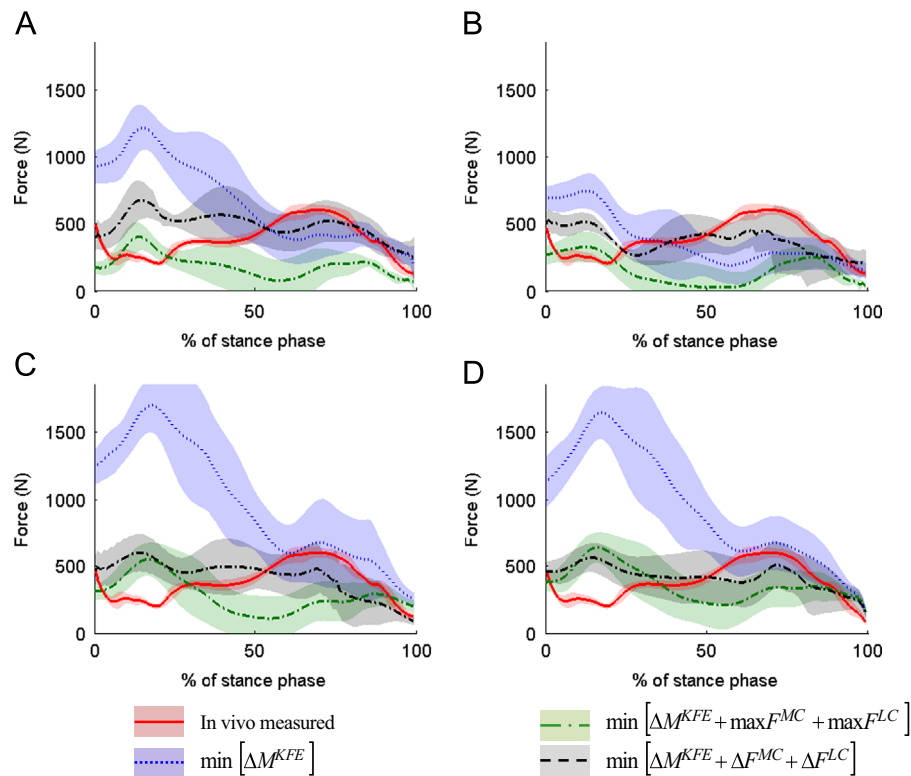 A
Force (N)
1500
1000
500
0
0
50
100
% of stance phase
B
Force (N)
1500
1000
500
0
0
50
100
% of stance phase
C
Force (N)
1500
1000
500
0
0
50
100
% of stance phase
D
Force (N)
1500
1000
500
0
0
50
100
% of stance phase
In vivo measured
min [ΔM^KFE]
min [ΔM^KFE + maxF^MC + maxF^LC]
min [ΔM^KFE + ΔF^MC + ΔF^LC]